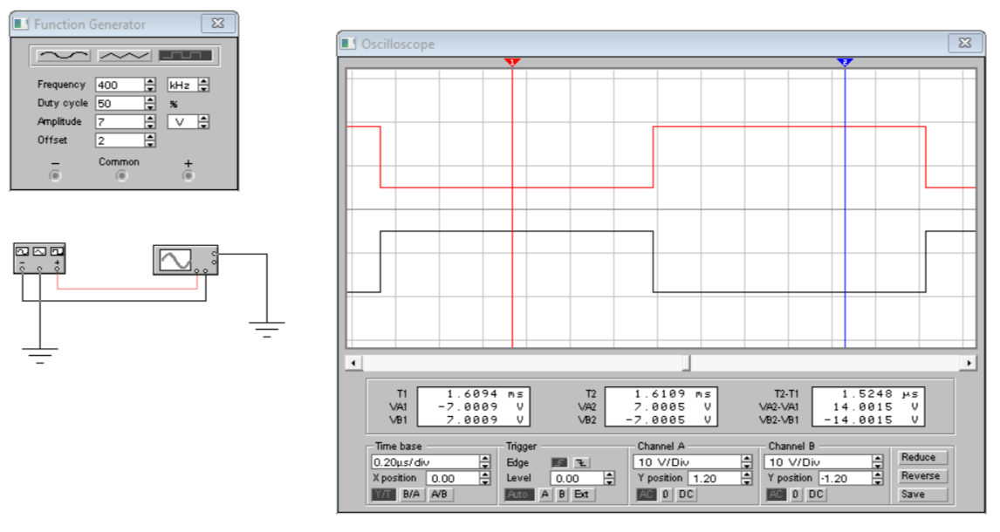 Function Generator
Frequency 400 kHz
Duty cycle 50 %
Amplitude 7 V
Offset 2
− Common +
− +
Oscilloscope
1 2
T1 1.6094 ms T2 1.6109 ms T2-T1 1.5248 µs
VA1 -7.0009 V VA2 7.0005 V VA2-VA1 14.0015 V
VB1 7.0009 V VB2 -7.0005 V VB2-VB1 -14.0015 V
Time base Trigger Channel A Channel B
0.20µs/div Edge 10 V/Div 10 V/Div Reduce
X position 0.00 Level 0.00 Y position 1.20 Y position -1.20 Reverse
Y/T B/A A/B Auto A B Ext AC 0 DC AC 0 DC Save